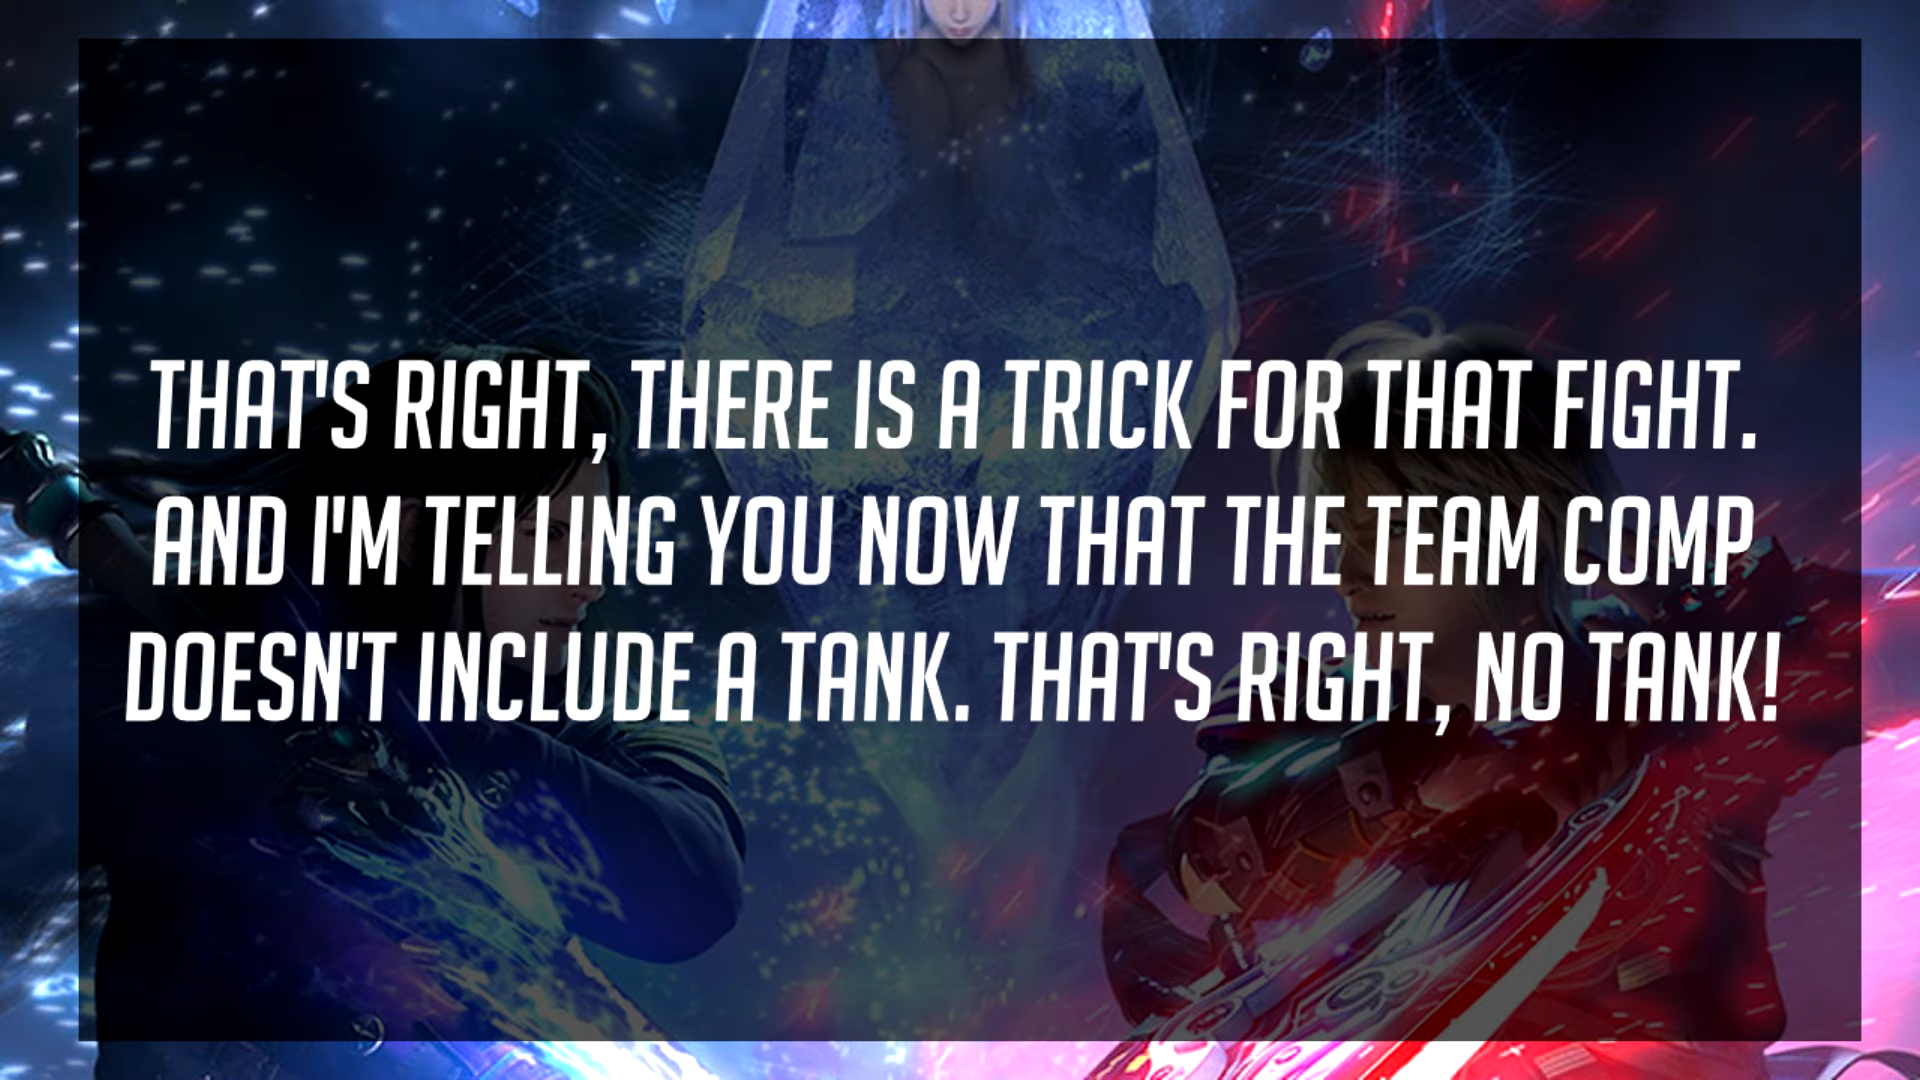 THAT'S RIGHT, THERE IS A TRICK FOR THAT FIGHT.
AND I'M TELLING YOU NOW THAT THE TEAM COMP
DOESN'T INCLUDE A TANK. THAT'S RIGHT, NO TANK!